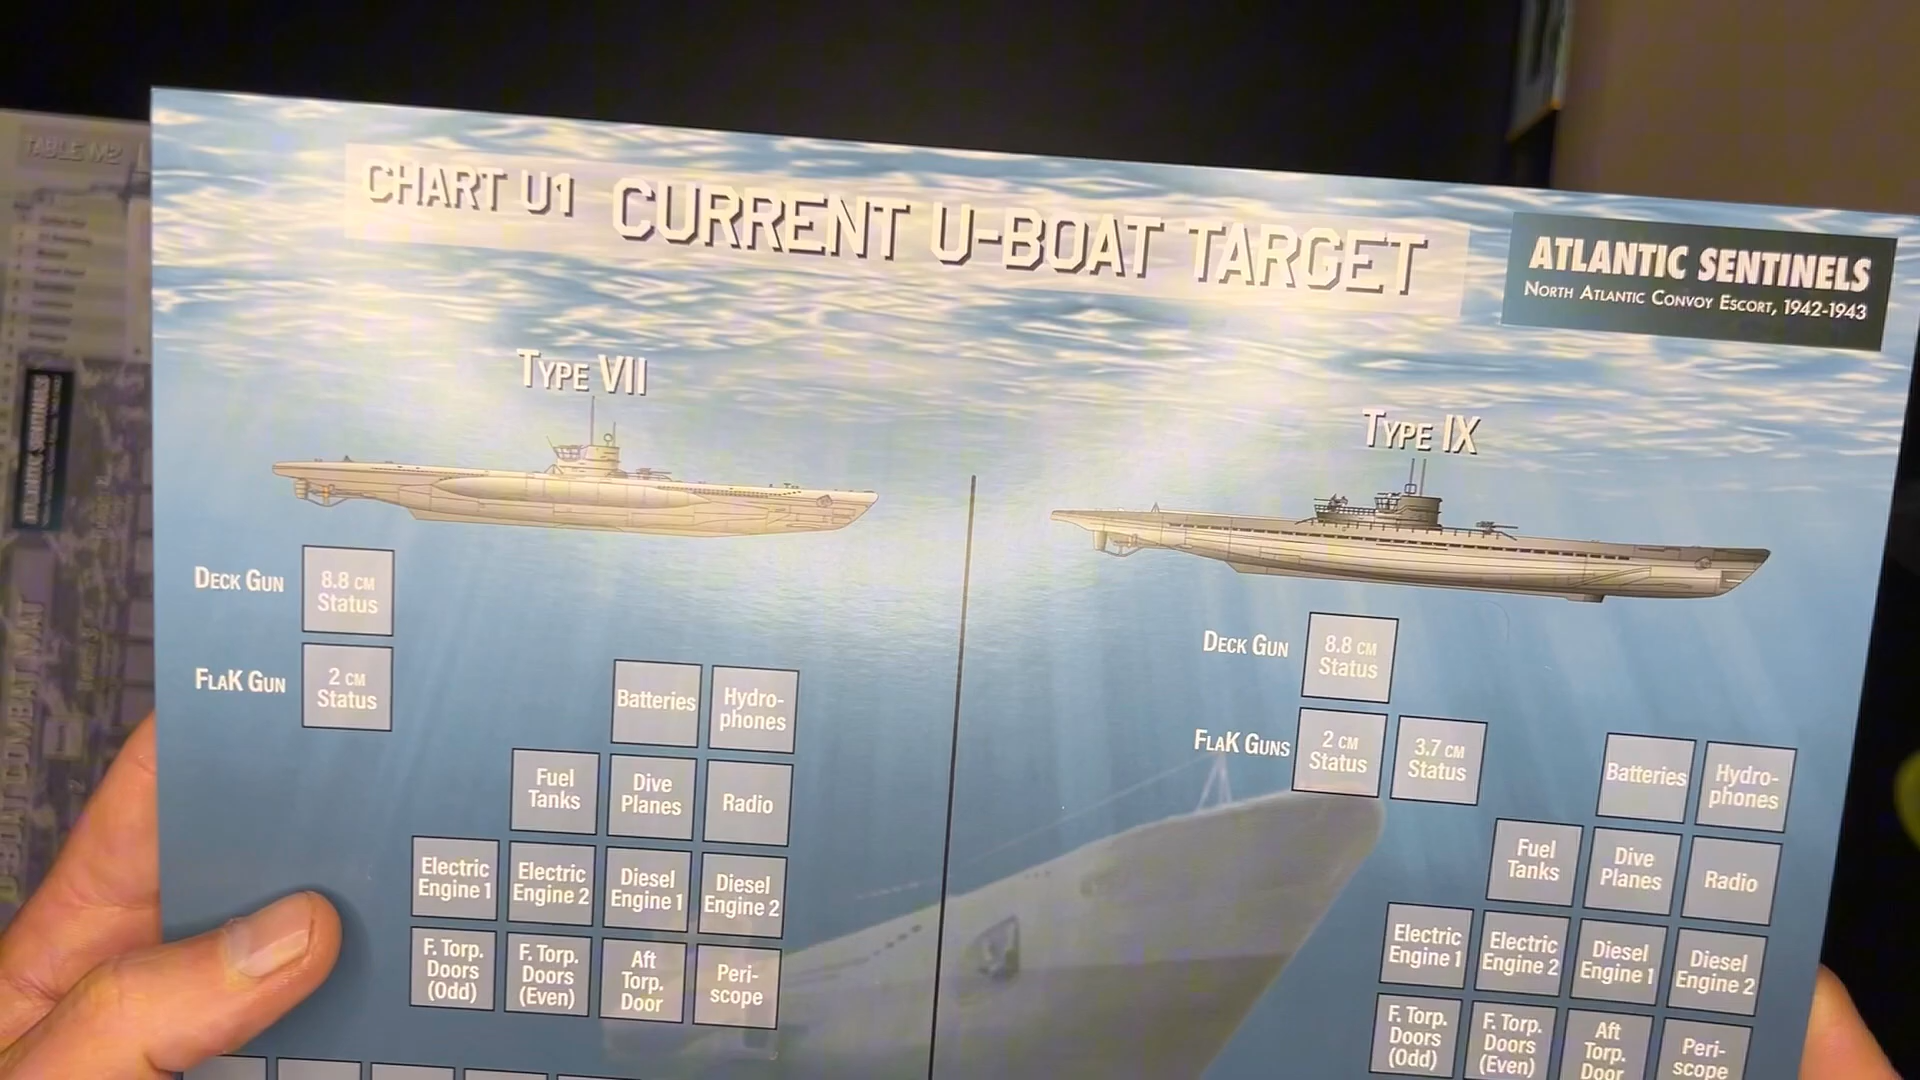 TABLE M2
CHART U1 CURRENT U-BOAT TARGET
ATLANTIC SENTINELS
NORTH ATLANTIC CONVOY ESCORT, 1942-1943
TYPE VII
DECK GUN
8.8 CM
Status
FLAK GUN
2 CM
Status
Batteries
Hydro-
phones
Fuel
Tanks
Dive
Planes
Radio
Electric
Engine 1
Electric
Engine 2
Diesel
Engine 1
Diesel
Engine 2
F. Torp.
Doors
(Odd)
F. Torp.
Doors
(Even)
Aft
Torp.
Door
Peri-
scope
TYPE IX
DECK GUN
8.8 CM
Status
FLAK GUNS
2 CM
Status
3.7 CM
Status
Batteries
Hydro-
phones
Fuel
Tanks
Dive
Planes
Radio
Electric
Engine 1
Electric
Engine 2
Diesel
Engine 1
Diesel
Engine 2
F. Torp.
Doors
(Odd)
F. Torp.
Doors
(Even)
Aft
Torp.
Door
Peri-
scope
ATLANTIC SENTINELS
U-BOAT COMBAT MAT